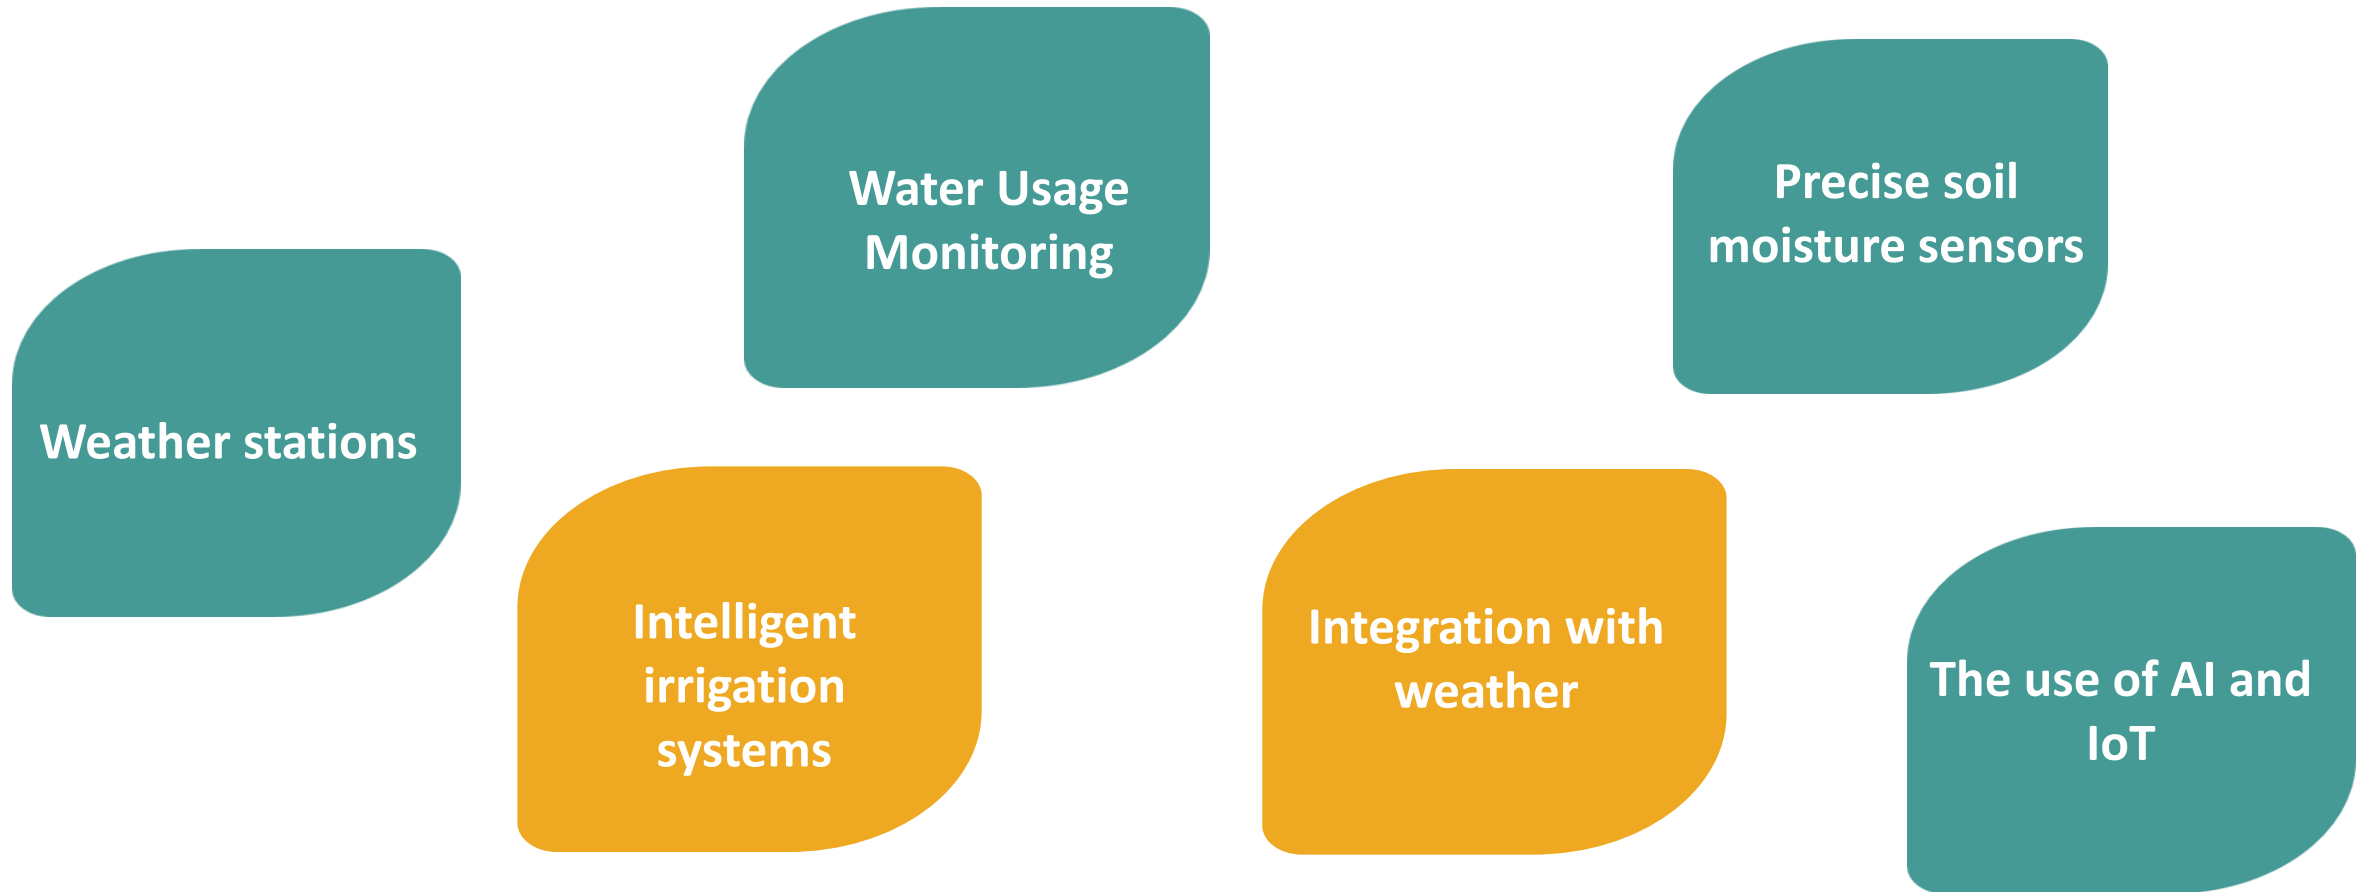 Weather stations
Water Usage
Monitoring
Intelligent
irrigation
systems
Integration with
weather
Precise soil
moisture sensors
The use of AI and
IoT